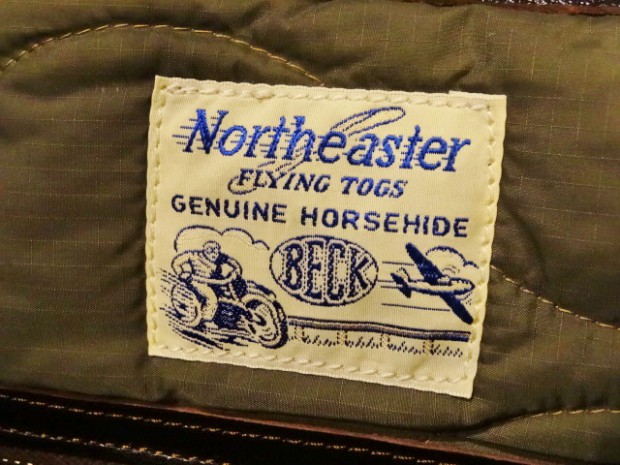 Northeaster
FLYING TOGS
GENUINE HORSEHIDE
BECK